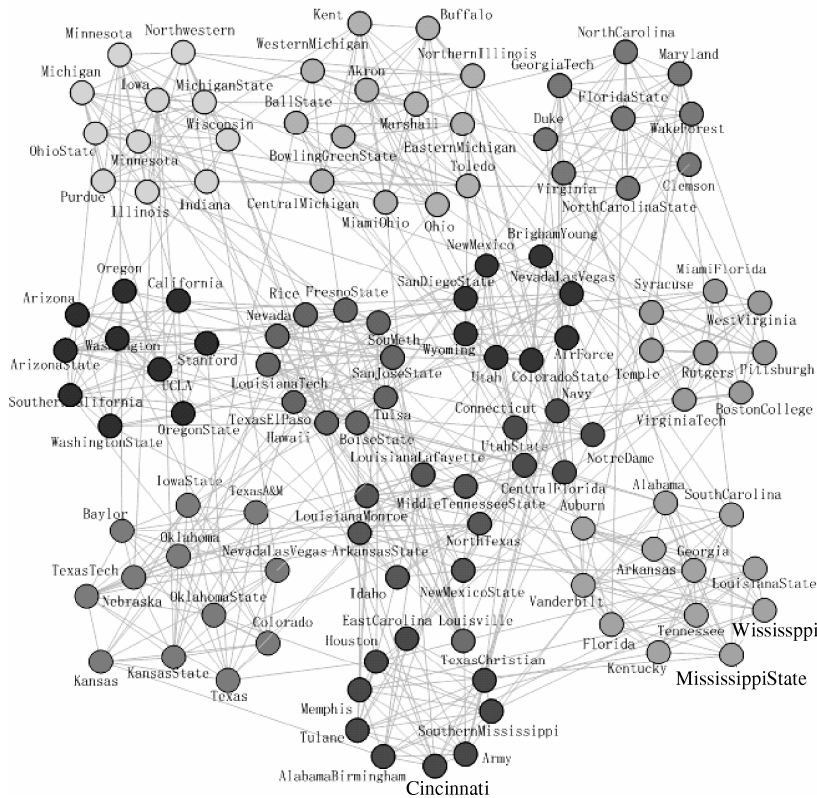 Kent
Buffalo
Minnesota
Northwestern
NorthCarolina
WesternMichigan
NorthernIllinois
Maryland
GeorgiaTech
Michigan
Iowa
MichiganState
Akron
FloridaState
BallState
Wisconsin
Marshall
Duke
WakeForest
OhioState
Minnesota
BowlingGreenState
EasternMichigan
Toledo
Purdue
Illinois
Indiana
CentralMichigan
MiamiOhio
Ohio
Virginia
Clemson
NorthCarolinaState
NewMexico
BrighamYoung
Oregon
California
SanDiegoState
NevadaLasVegas
MiamiFlorida
Syracuse
Arizona
Rice
FresnoState
Nevada
WestVirginia
Washington
Stanford
SouMeth
Wyoming
AirForce
ArizonaState
UCLA
LouisianaTech
SanJoseState
Utah
ColoradoState
Temple
Rutgers
Pittsburgh
SouthernCalifornia
OregonState
TexasElPaso
Tulsa
Connecticut
Navy
VirginiaTech
BostonCollege
WashingtonState
Hawaii
BoiseState
UtahState
NotreDame
LouisianaLafayette
IowaState
TexasA&M
CentralFlorida
Alabama
SouthCarolina
Baylor
LouisianaMonroe
MiddleTennesseeState
Auburn
Oklahoma
NevadaLasVegas
ArkansasState
NorthTexas
Georgia
TexasTech
Arkansas
LouisianaState
Nebraska
OklahomaState
Idaho
NewMexicoState
Vanderbilt
Colorado
EastCarolina
Louisville
Tennessee
Wississppi
Houston
Florida
Kansas
KansasState
TexasChristian
Kentucky
MississippiState
Texas
Memphis
SouthernMississippi
Tulane
Army
AlabamaBirmingham
Cincinnati